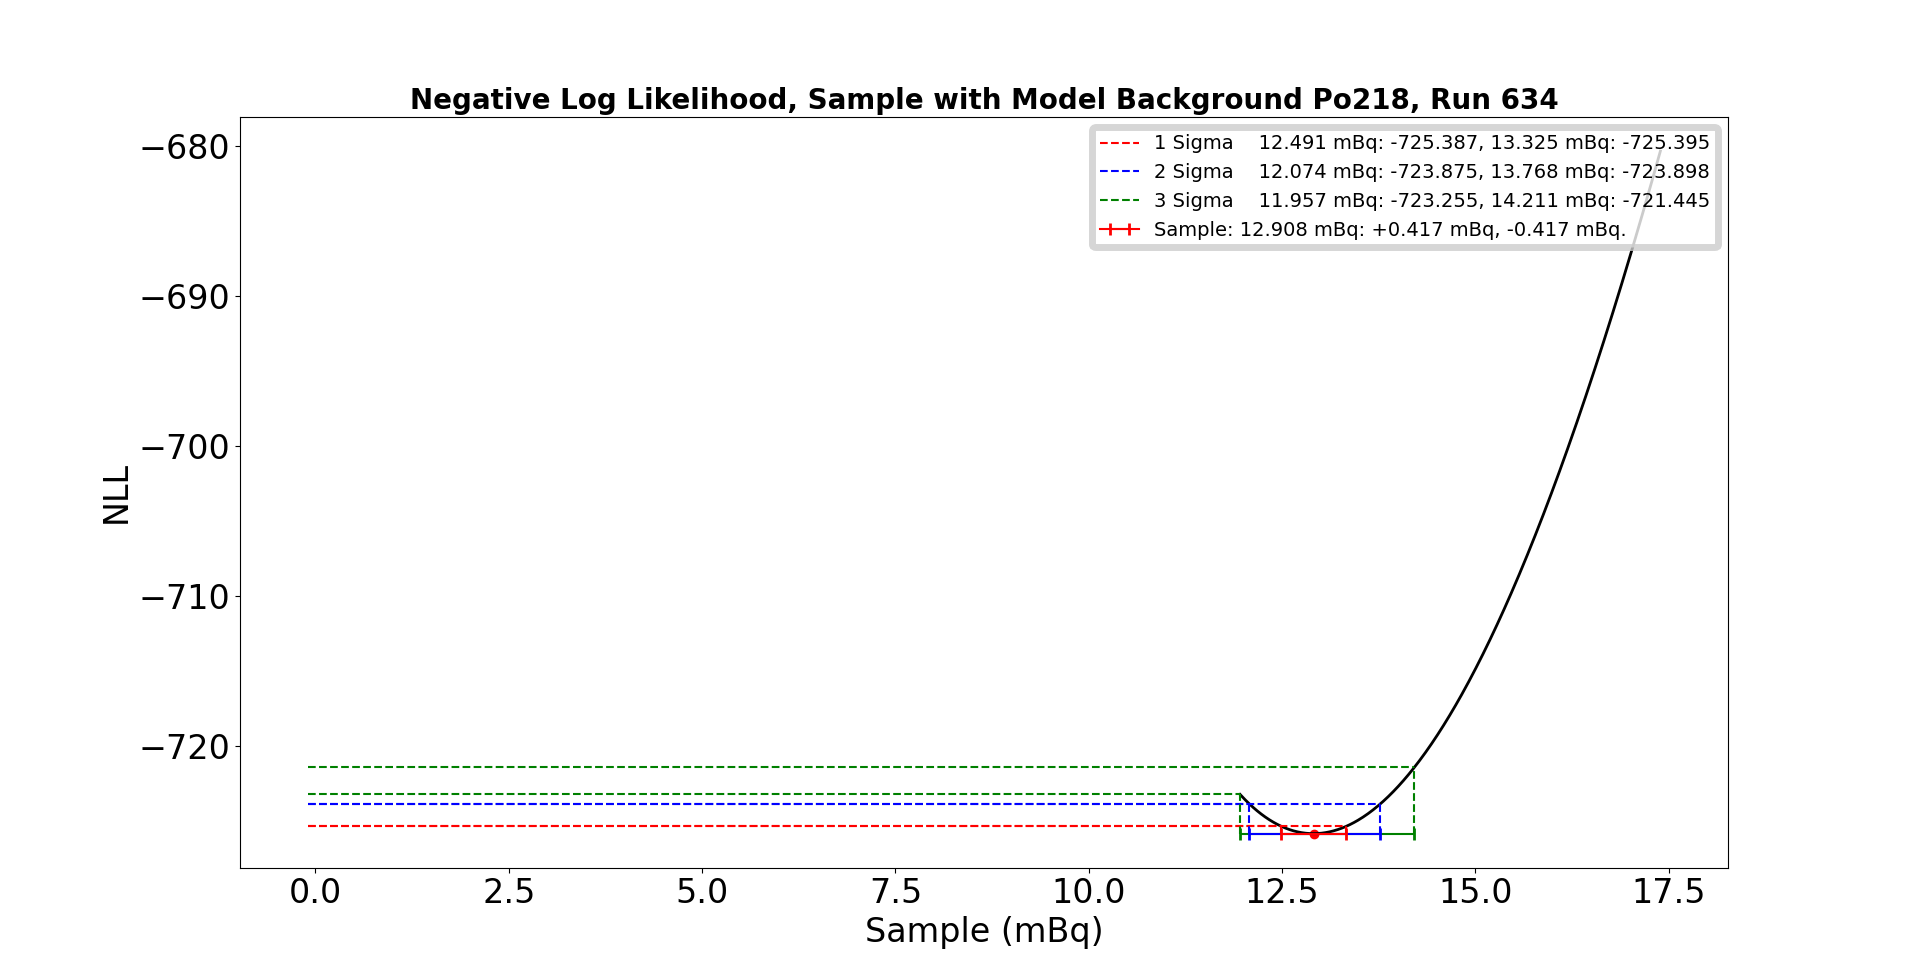 Negative Log Likelihood, Sample with Model Background Po218, Run 634
1 Sigma    12.491 mBq: -725.387, 13.325 mBq: -725.395
2 Sigma    12.074 mBq: -723.875, 13.768 mBq: -723.898
3 Sigma    11.957 mBq: -723.255, 14.211 mBq: -721.445
Sample: 12.908 mBq: +0.417 mBq, -0.417 mBq.
NLL
−680
−690
−700
−710
−720
0.0 2.5 5.0 7.5 10.0 12.5 15.0 17.5
Sample (mBq)